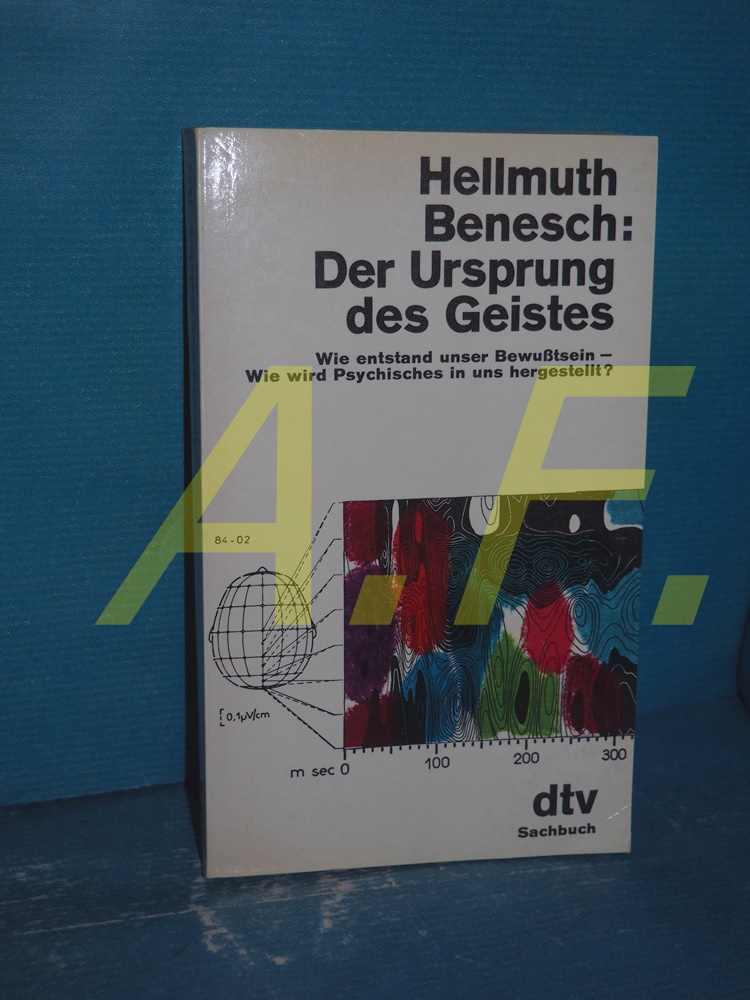 Hellmuth
Benesch:
Der Ursprung
des Geistes
Wie entstand unser Bewußtsein –
Wie wird Psychisches in uns hergestellt?
A.F.
84-02
0,1µV/cm
m sec 0 100 200 300
dtv
Sachbuch